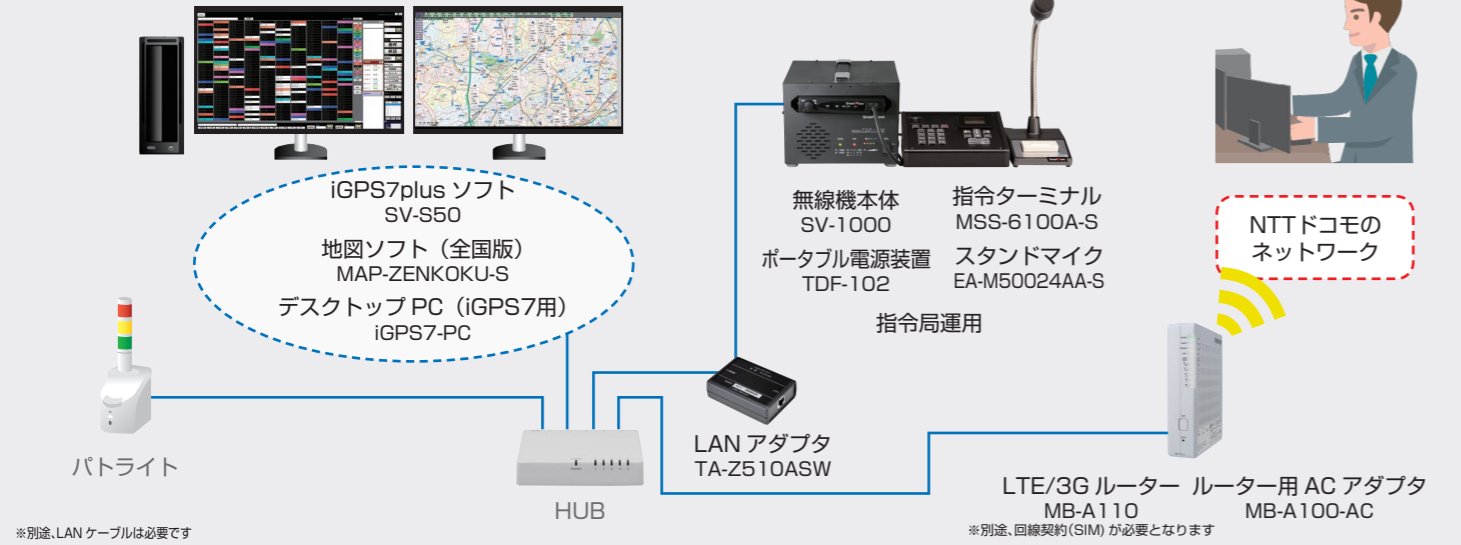 iGPS7plus ソフト
SV-S50
地図ソフト（全国版）
MAP-ZENKOKU-S
デスクトップ PC（iGPS7用）
iGPS7-PC
無線機本体
SV-1000
指令ターミナル
MSS-6100A-S
ポータブル電源装置
TDF-102
スタンドマイク
EA-M50024AA-S
指令局運用
NTTドコモの
ネットワーク
パトライト
HUB
LAN アダプタ
TA-Z510ASW
LTE/3G ルーター
MB-A110
ルーター用 AC アダプタ
MB-A100-AC
※別途、回線契約(SIM) が必要となります
※別途、LAN ケーブルは必要です